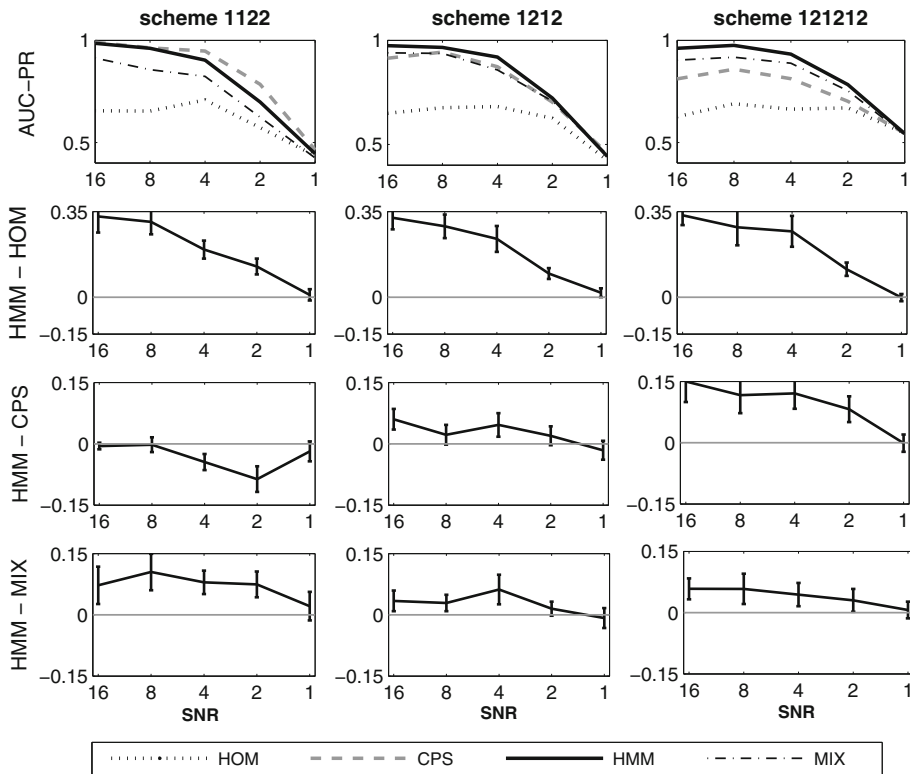 scheme 1122 scheme 1212 scheme 121212
AUC−PR
1 0.5
16 8 4 2 1
1 0.5
16 8 4 2 1
1 0.5
16 8 4 2 1
HMM − HOM
0.35 0 −0.15
16 8 4 2 1
0.35 0 −0.15
16 8 4 2 1
0.35 0 −0.15
16 8 4 2 1
HMM − CPS
0.15 0 −0.15
16 8 4 2 1
0.15 0 −0.15
16 8 4 2 1
0.15 0 −0.15
16 8 4 2 1
HMM − MIX
0.15 0 −0.15
16 8 4 2 1
0.15 0 −0.15
16 8 4 2 1
0.15 0 −0.15
16 8 4 2 1
SNR SNR SNR
HOM CPS HMM MIX